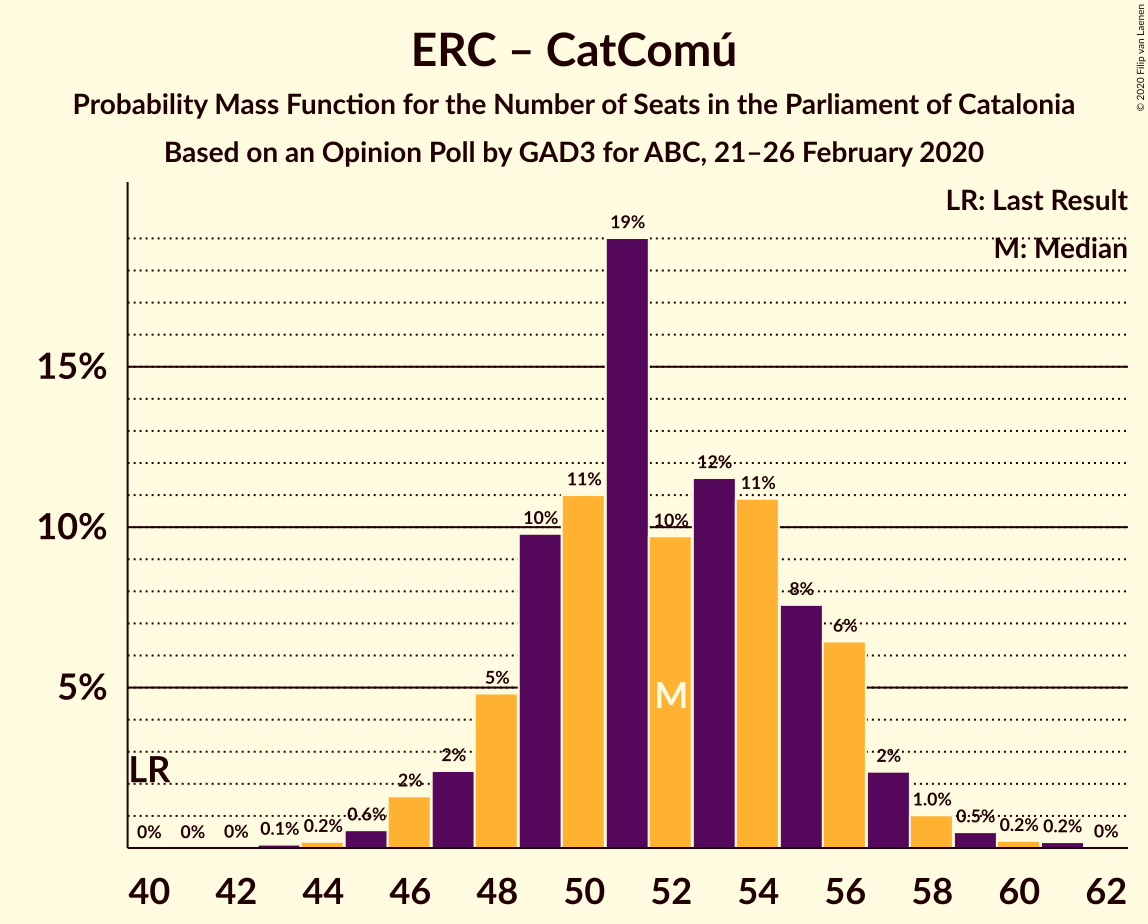 ERC – CatComú
Probability Mass Function for the Number of Seats in the Parliament of Catalonia
Based on an Opinion Poll by GAD3 for ABC, 21–26 February 2020
© 2020 Filip van Laenen
LR: Last Result
M: Median
15%
10%
5%
LR
0%
0%
0%
0.1%
0.2%
0.6%
2%
2%
5%
10%
11%
19%
10%
M
12%
11%
8%
6%
2%
1.0%
0.5%
0.2%
0.2%
0%
40 42 44 46 48 50 52 54 56 58 60 62